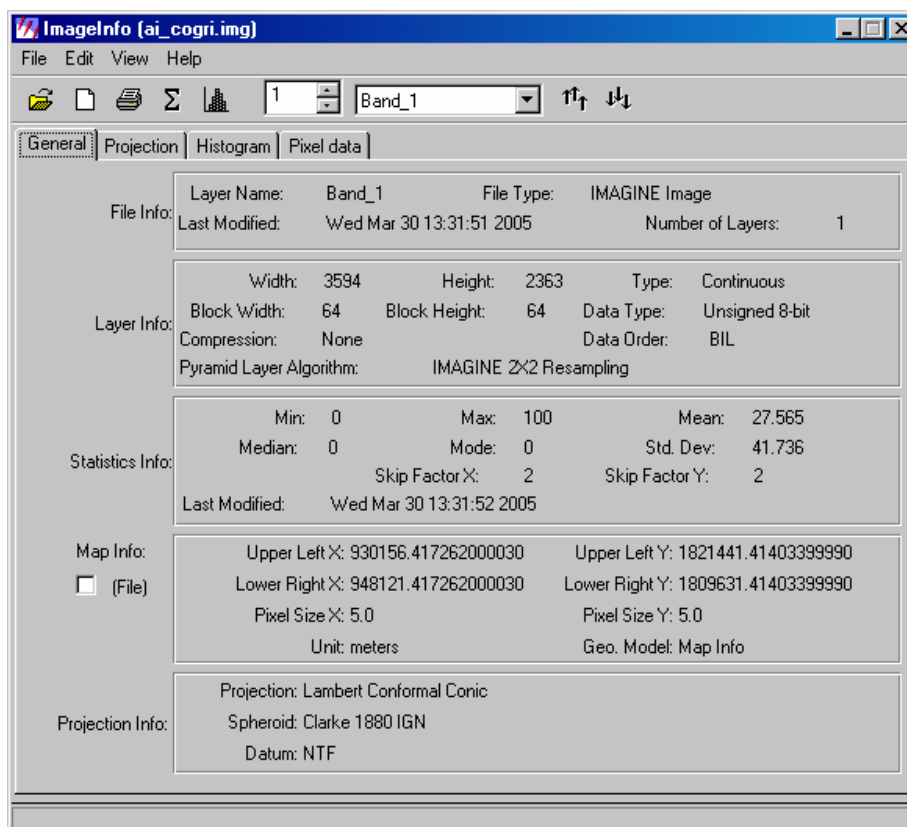 ImageInfo (ai_cogri.img)
File Edit View Help
Σ 1 Band_1
General Projection Histogram Pixel data
File Info:
Layer Name: Band_1 File Type: IMAGINE Image
Last Modified: Wed Mar 30 13:31:51 2005 Number of Layers: 1
Layer Info:
Width: 3594 Height: 2363 Type: Continuous
Block Width: 64 Block Height: 64 Data Type: Unsigned 8-bit
Compression: None Data Order: BIL
Pyramid Layer Algorithm: IMAGINE 2X2 Resampling
Statistics Info:
Min: 0 Max: 100 Mean: 27.565
Median: 0 Mode: 0 Std. Dev: 41.736
Skip Factor X: 2 Skip Factor Y: 2
Last Modified: Wed Mar 30 13:31:52 2005
Map Info:
(File)
Upper Left X: 930156.417262000030 Upper Left Y: 1821441.41403399990
Lower Right X: 948121.417262000030 Lower Right Y: 1809631.41403399990
Pixel Size X: 5.0 Pixel Size Y: 5.0
Unit: meters Geo. Model: Map Info
Projection Info:
Projection: Lambert Conformal Conic
Spheroid: Clarke 1880 IGN
Datum: NTF